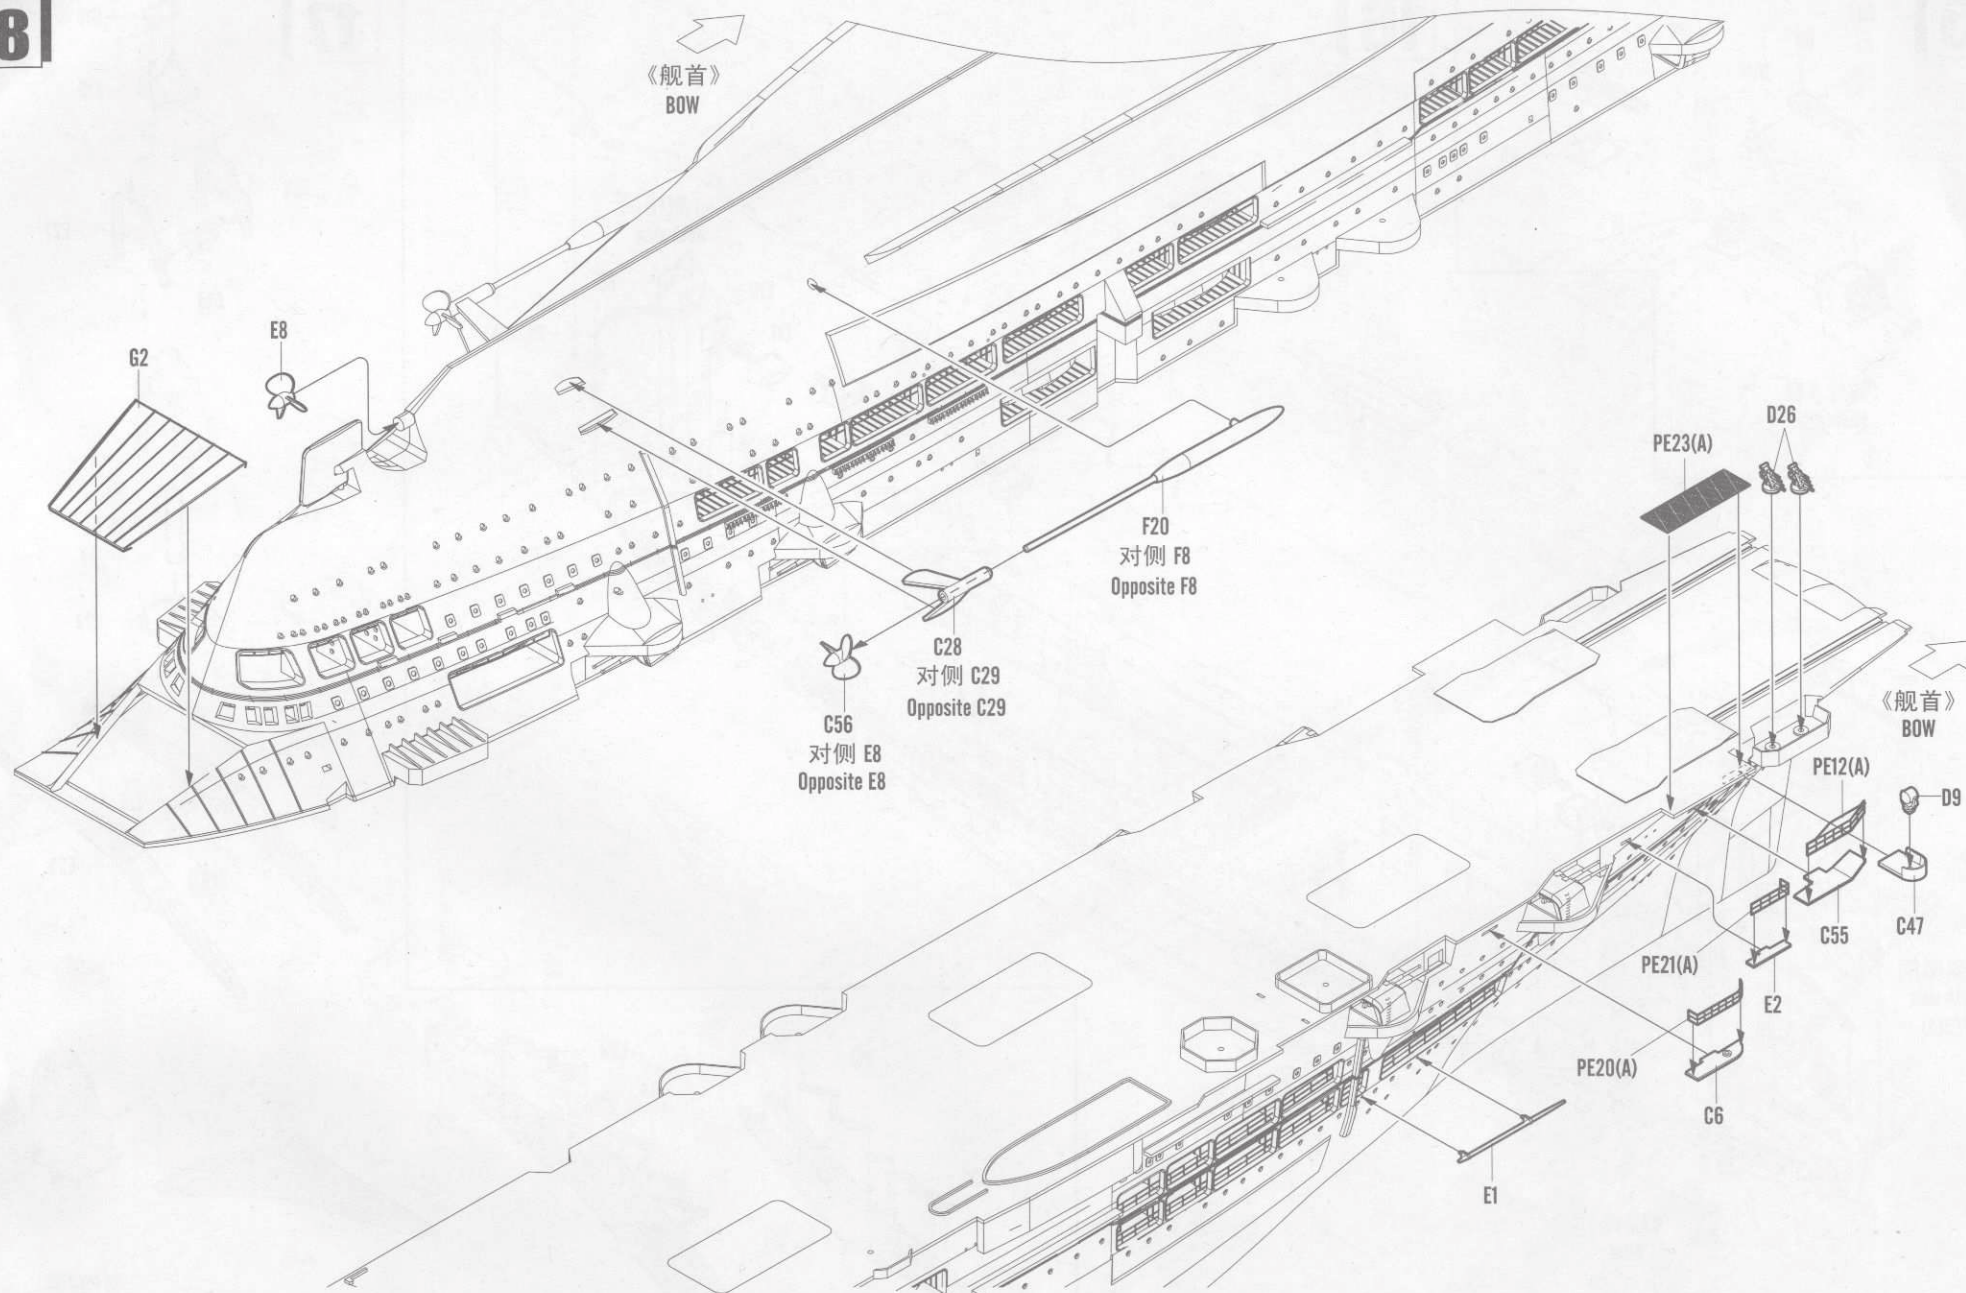 8
《舰首》
BOW
G2
E8
F20
对侧 F8
Opposite F8
C28
对侧 C29
Opposite C29
C56
对侧 E8
Opposite E8
PE23(A)
D26
《舰首》
BOW
PE12(A)
D9
C55
C47
PE21(A)
E2
PE20(A)
C6
E1